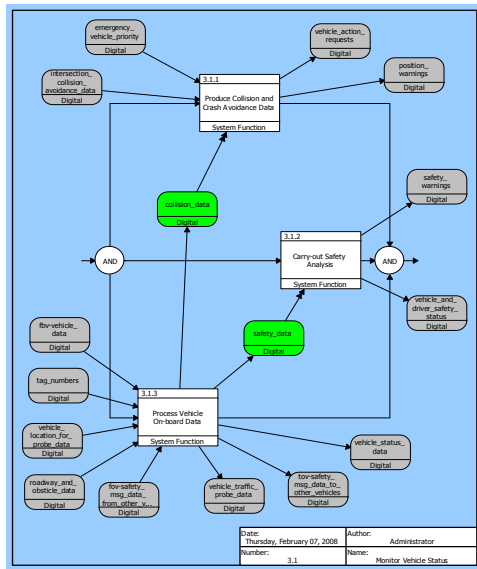 emergency_
vehicle_priority
Digital
vehicle_action_
requests
Digital
intersection_
collision_
avoidance_data
Digital
3.1.1
Produce Collision and
Crash Avoidance Data
System Function
position_
warnings
Digital
collision_data
Digital
safety_
warnings
Digital
AND
3.1.2
Carry-out Safety
Analysis
System Function
AND
vehicle_and_
driver_safety_
status
Digital
fbv-vehicle_
data
Digital
safety_data
Digital
tag_numbers
Digital
3.1.3
Process Vehicle
On-board Data
System Function
vehicle_
location_for_
probe_data
Digital
vehicle_status_
data
Digital
roadway_and_
obsticle_data
Digital
fov-safety_
msg_data_
from_other_v...
Digital
vehicle_traffic_
probe_data
Digital
tov-safety_
msg_data_to_
other_vehicles
Digital
Date:
Thursday, February 07, 2008
Author:
Administrator
Number:
3.1
Name:
Monitor Vehicle Status